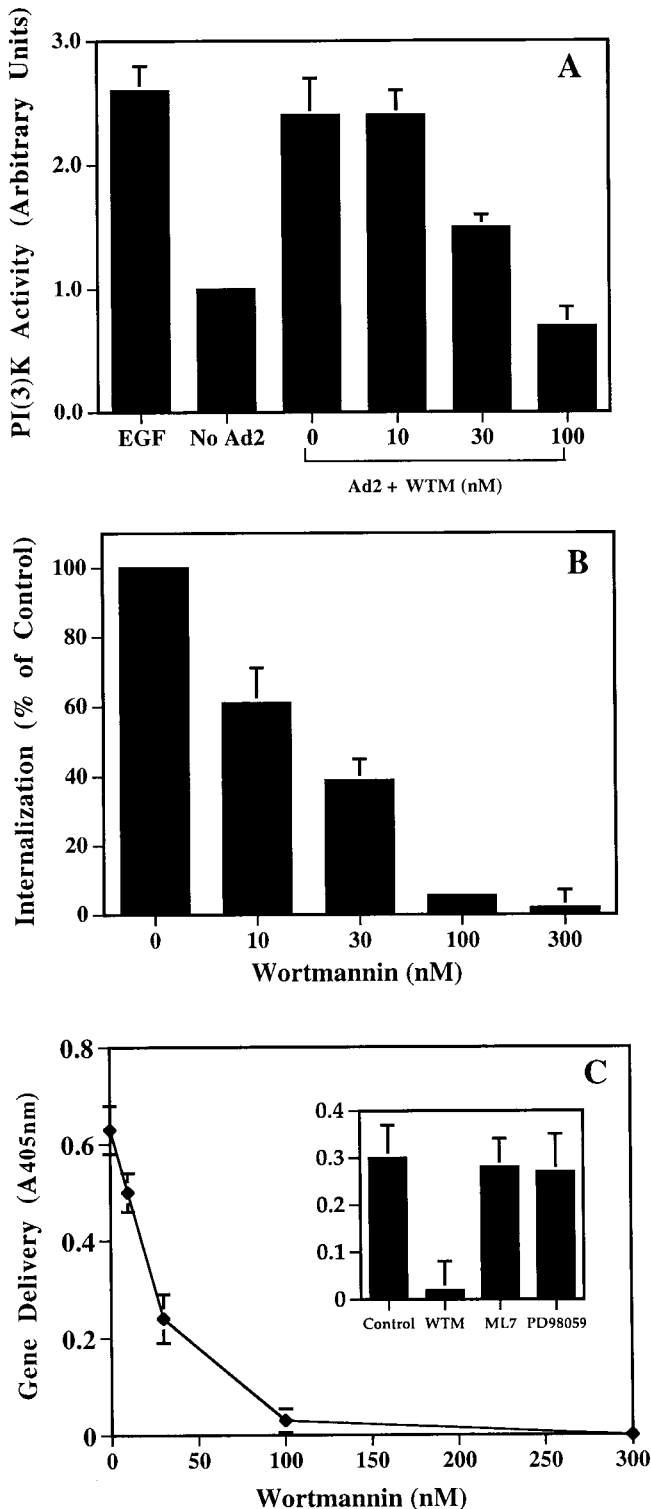 A
PI(3)K Activity (Arbitrary Units)
3.0
2.0
1.0
0.0
EGF No Ad2 0 10 30 100
Ad2 + WTM (nM)
B
Internalization (% of Control)
100
80
60
40
20
0
0 10 30 100 300
Wortmannin (nM)
C
Gene Delivery (A405nm)
0.8
0.6
0.4
0.2
0
0 50 100 150 200 250 300
Wortmannin (nM)
0.4
0.3
0.2
0.1
0
Control WTM ML7 PD98059